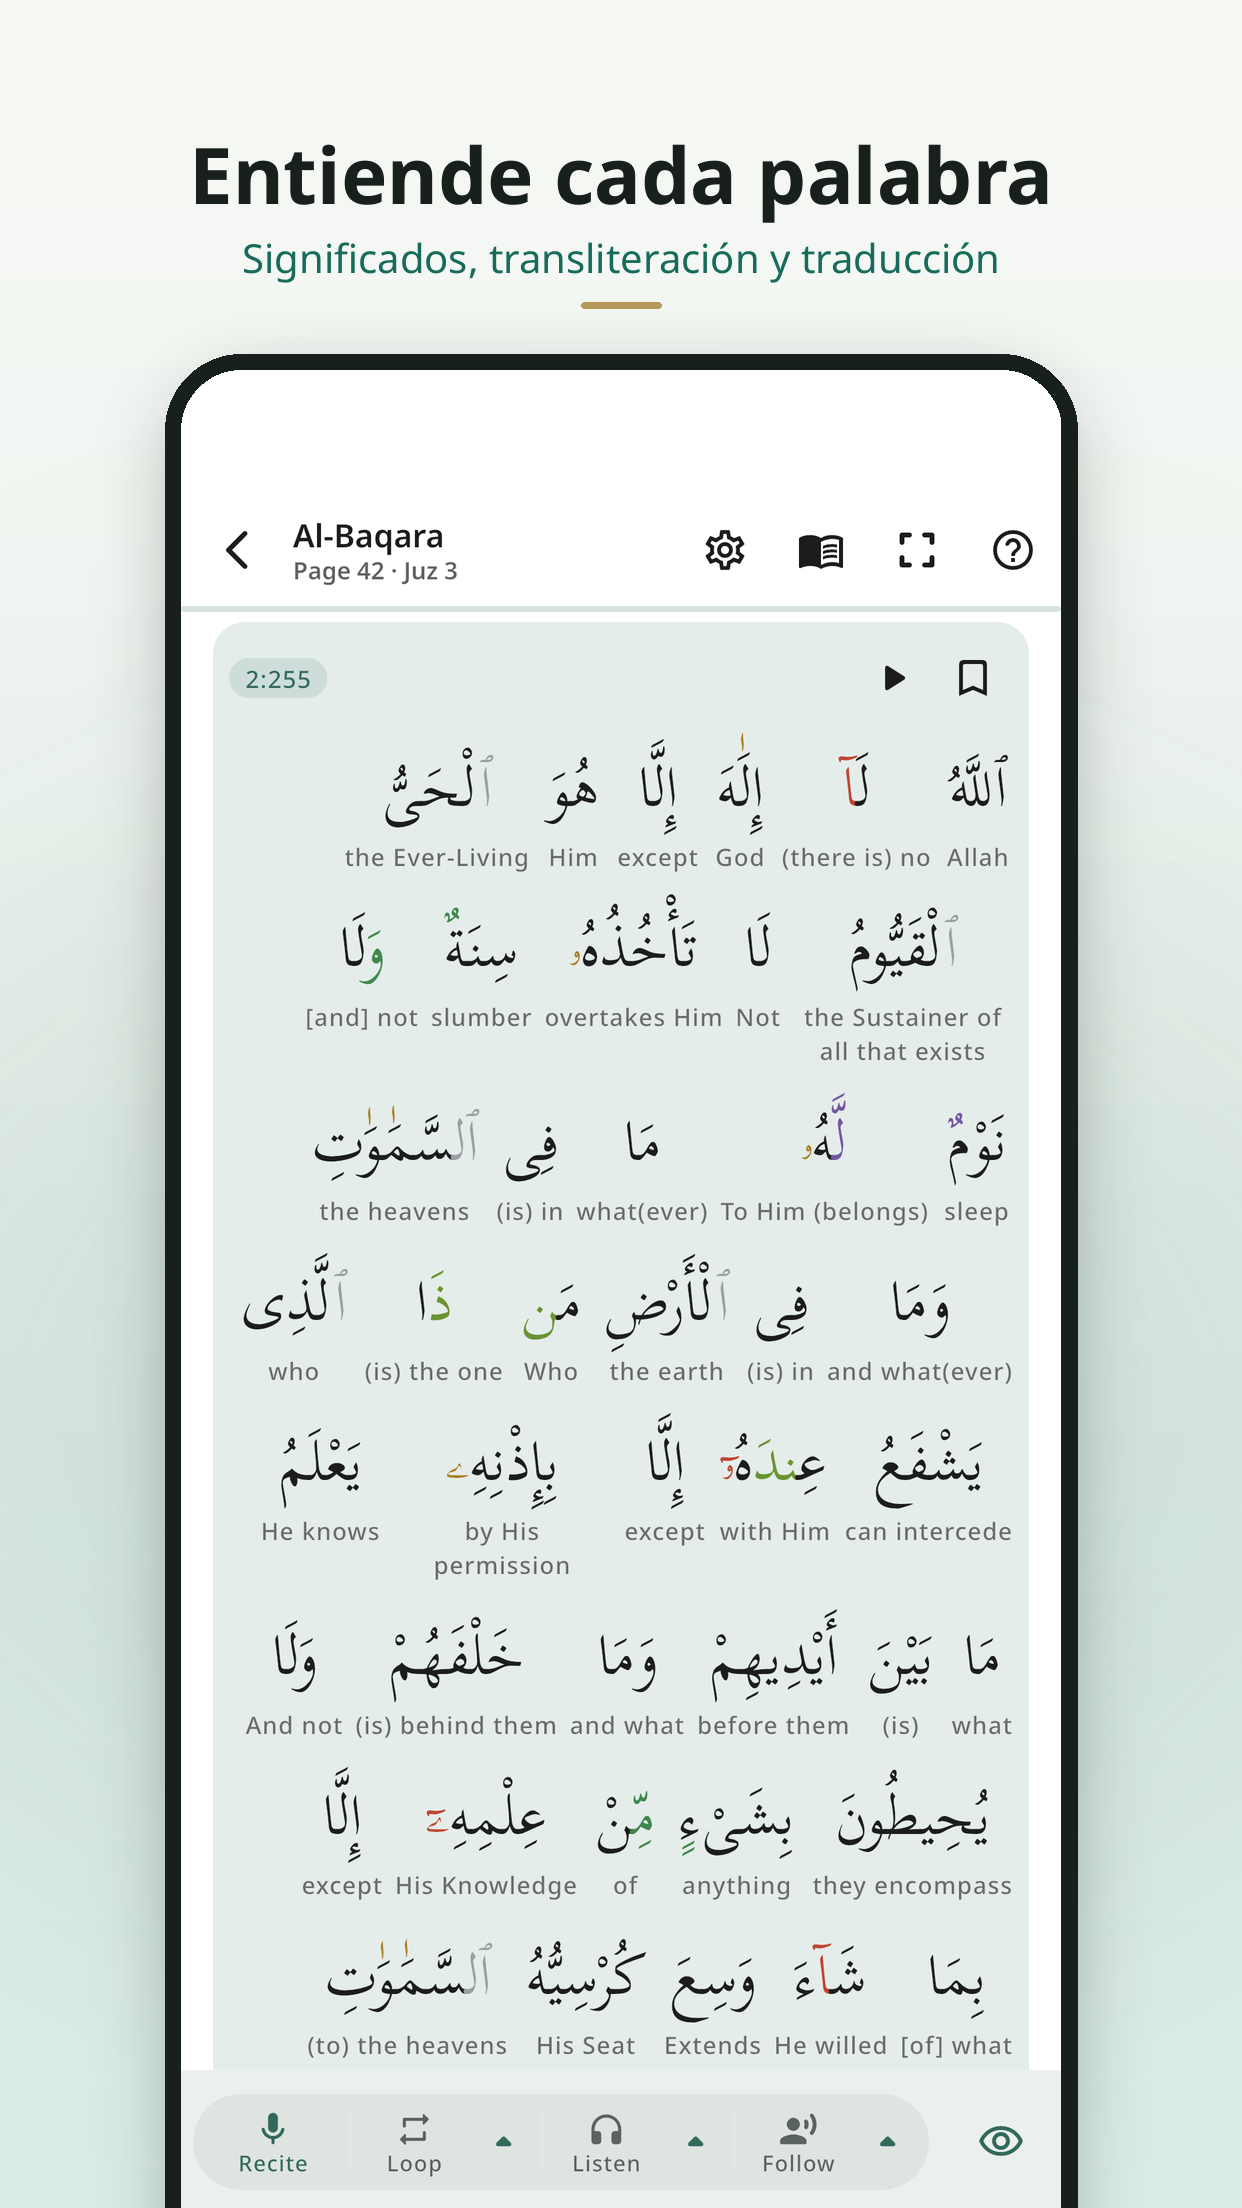 Entiende cada palabra
Significados, transliteración y traducción
Al-Baqara
Page 42 · Juz 3
2:255
ٱللَّهُ لَآ إِلَٰهَ إِلَّا هُوَ ٱلْحَىُّ
the Ever-Living Him except God (there is) no Allah
ٱلْقَيُّومُ لَا تَأْخُذُهُۥ سِنَةٌ وَلَا
[and] not slumber overtakes Him Not the Sustainer of
all that exists
نَوْمٌ لَّهُۥ مَا فِى ٱلسَّمَٰوَٰتِ
the heavens (is) in what(ever) To Him (belongs) sleep
وَمَا فِى ٱلْأَرْضِ مَن ذَا ٱلَّذِى
who (is) the one Who the earth (is) in and what(ever)
يَشْفَعُ عِندَهُۥٓ إِلَّا بِإِذْنِهِۦ يَعْلَمُ
He knows by His except with Him can intercede
permission
مَا بَيْنَ أَيْدِيهِمْ وَمَا خَلْفَهُمْ وَلَا
And not (is) behind them and what before them (is) what
يُحِيطُونَ بِشَىْءٍ مِّنْ عِلْمِهِۦٓ إِلَّا
except His Knowledge of anything they encompass
بِمَا شَآءَ وَسِعَ كُرْسِيُّهُ ٱلسَّمَٰوَٰتِ
(to) the heavens His Seat Extends He willed [of] what
Recite Loop Listen Follow